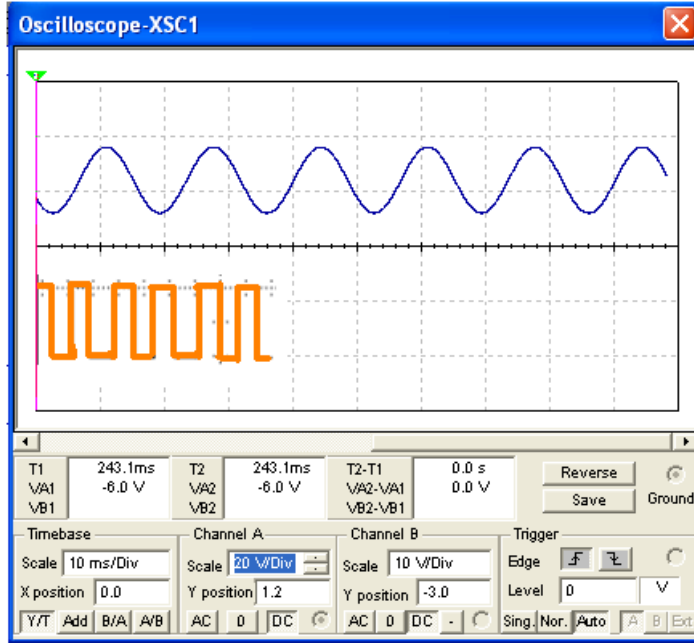 Oscilloscope-XSC1
T1 243.1ms T2 243.1ms T2-T1 0.0 s Reverse
VA1 -6.0 V VA2 -6.0 V VA2-VA1 0.0 V
VB1 VB2 VB2-VB1 Save Ground
Timebase Channel A Channel B Trigger
Scale 10 ms/Div Scale 20 V/Div Scale 10 V/Div Edge
X position 0.0 Y position 1.2 Y position -3.0 Level 0 V
Y/T Add B/A A/B AC 0 DC AC 0 DC - Sing. Nor. Auto A B Ext